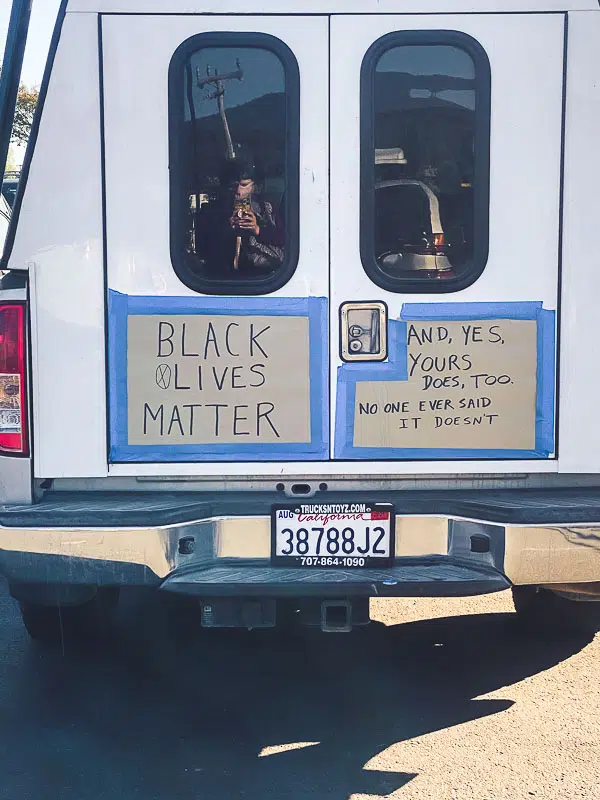 BLACK
LIVES
MATTER
AND, YES,
YOURS
DOES, TOO.
NO ONE EVER SAID
IT DOESN'T
TRUCKSNTOYZ.COM
AUG California
38788J2
707-864-1090